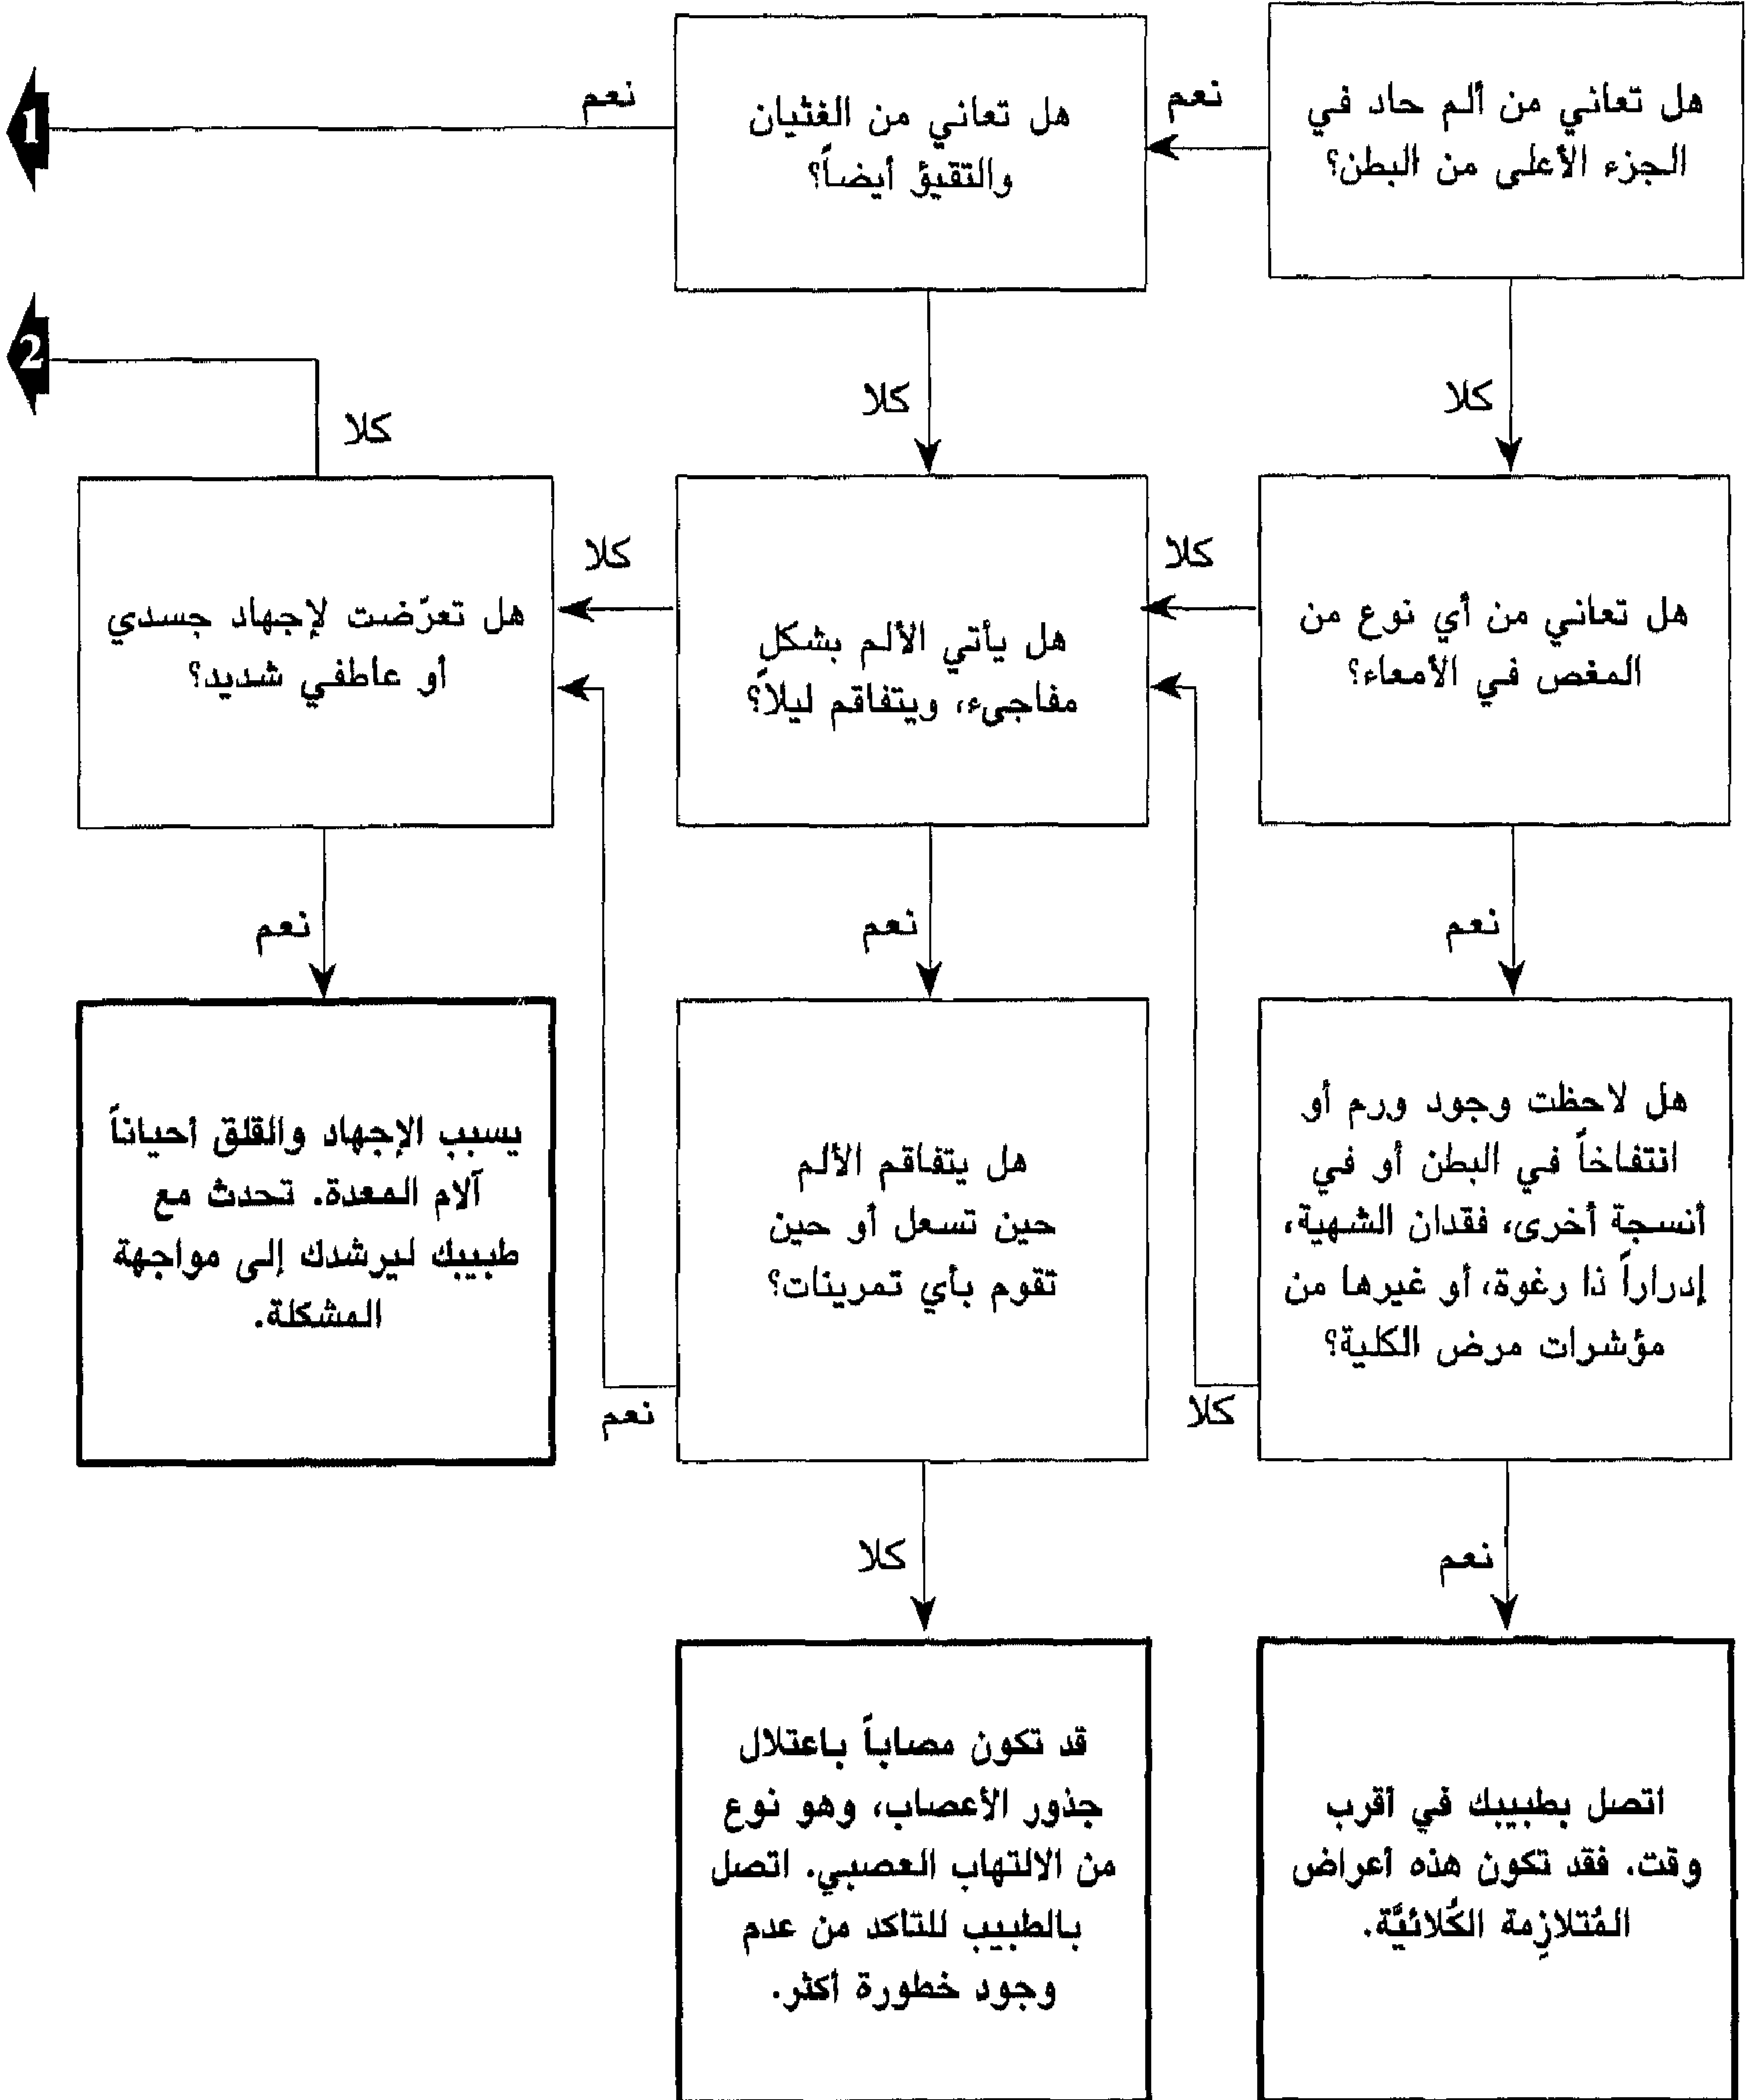 هل تعاني من ألم حاد في
الجزء الأعلى من البطن؟
نعم
هل تعاني من الغثيان
والتقيؤ أيضاً؟
نعم
1
كلا
كلا
2
كلا
هل تعاني من أي نوع من
المغص في الأمعاء؟
كلا
هل يأتي الألم بشكلٍ
مفاجىء، ويتفاقم ليلاً؟
كلا
هل تعرّضت لإجهاد جسدي
أو عاطفي شديد؟
نعم
نعم
نعم
هل لاحظت وجود ورم أو
انتفاخاً في البطن أو في
أنسجة أخرى، فقدان الشهية،
إدراراً ذا رغوة، أو غيرها من
مؤشرات مرض الكلية؟
كلا
هل يتفاقم الألم
حين تسعل أو حين
تقوم بأي تمرينات؟
نعم
يسبب الإجهاد والقلق أحياناً
آلام المعدة. تحدث مع
طبيبك ليرشدك إلى مواجهة
المشكلة.
نعم
كلا
اتصل بطبيبك في أقرب
وقت. فقد تكون هذه أعراض
المُتلازِمة الكُلائيَّة.
قد تكون مصاباً باعتلال
جذور الأعصاب، وهو نوع
من الالتهاب العصبي. اتصل
بالطبيب للتاكد من عدم
وجود خطورة أكثر.